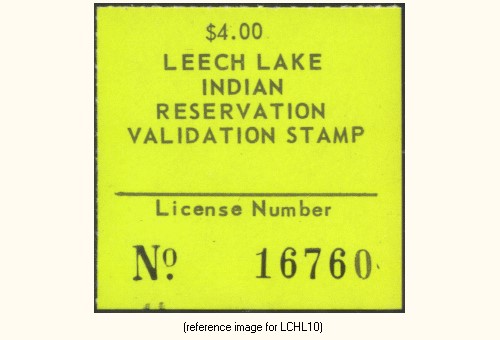 $4.00
LEECH LAKE
INDIAN
RESERVATION
VALIDATION STAMP
License Number
Nº. 16760
(reference image for LCHL10)